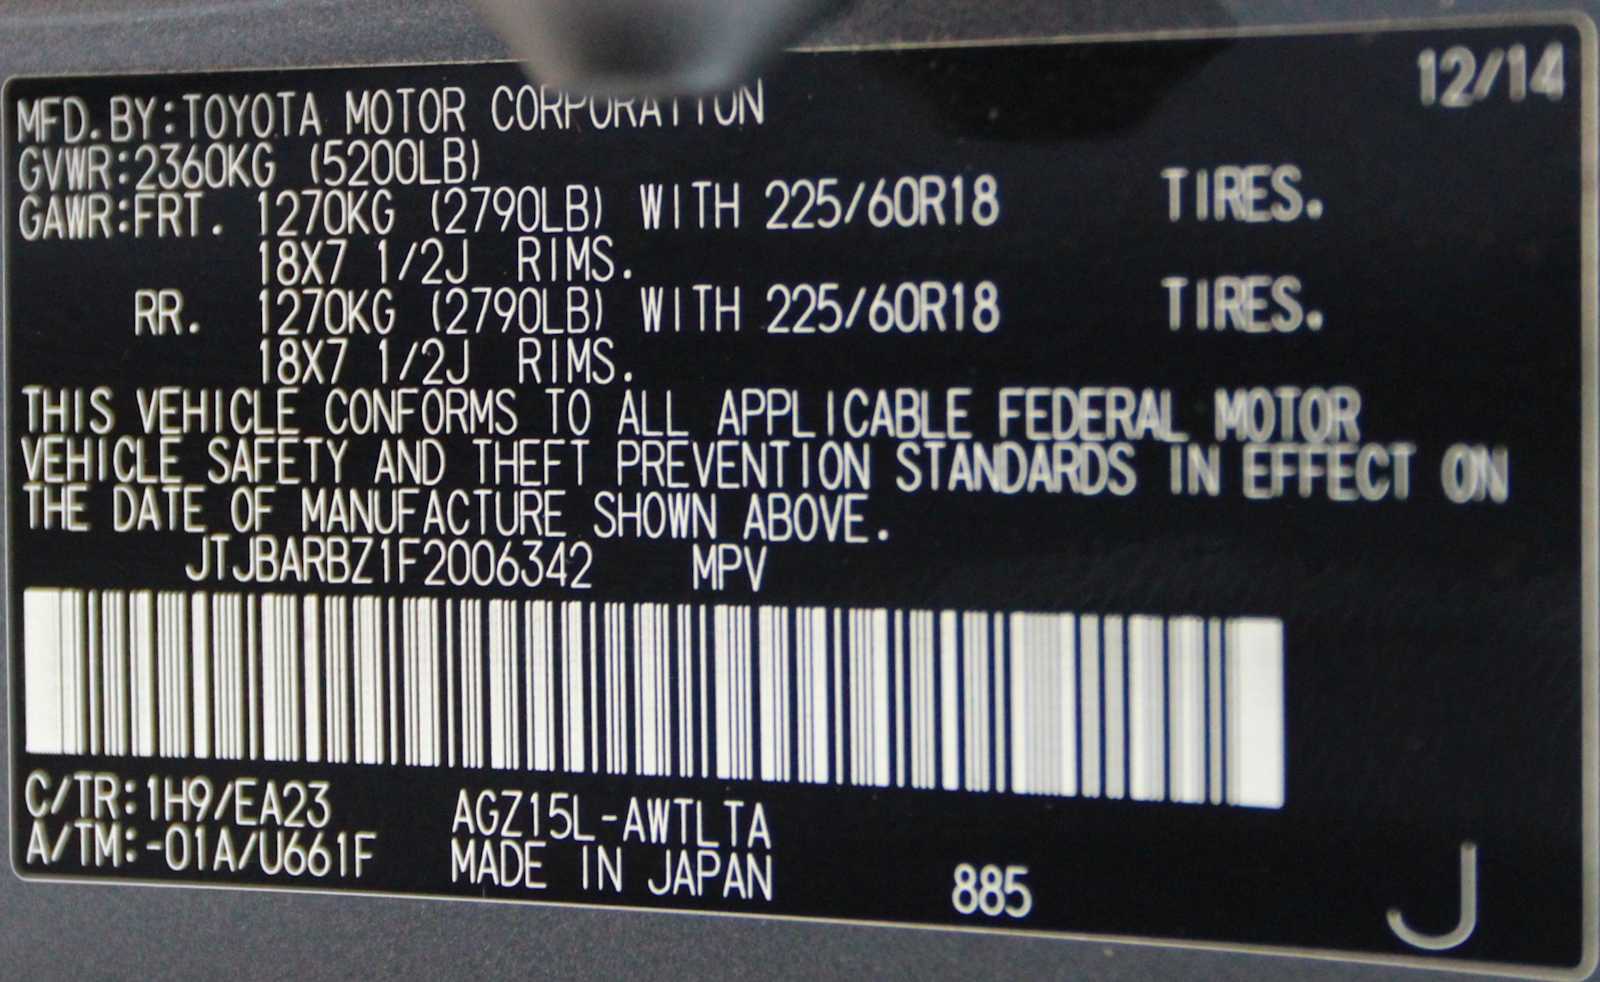 12/14
MFD.BY:TOYOTA MOTOR CORPORATION
GVWR:2360KG (5200LB)
GAWR:FRT. 1270KG (2790LB) WITH 225/60R18 TIRES.
18X7 1/2J RIMS.
RR. 1270KG (2790LB) WITH 225/60R18 TIRES.
18X7 1/2J RIMS.
THIS VEHICLE CONFORMS TO ALL APPLICABLE FEDERAL MOTOR
VEHICLE SAFETY AND THEFT PREVENTION STANDARDS IN EFFECT ON
THE DATE OF MANUFACTURE SHOWN ABOVE.
JTJBARBZ1F2006342 MPV
C/TR:1H9/EA23 AGZ15L-AWTLTA
A/TM:-01A/U661F MADE IN JAPAN
885
J